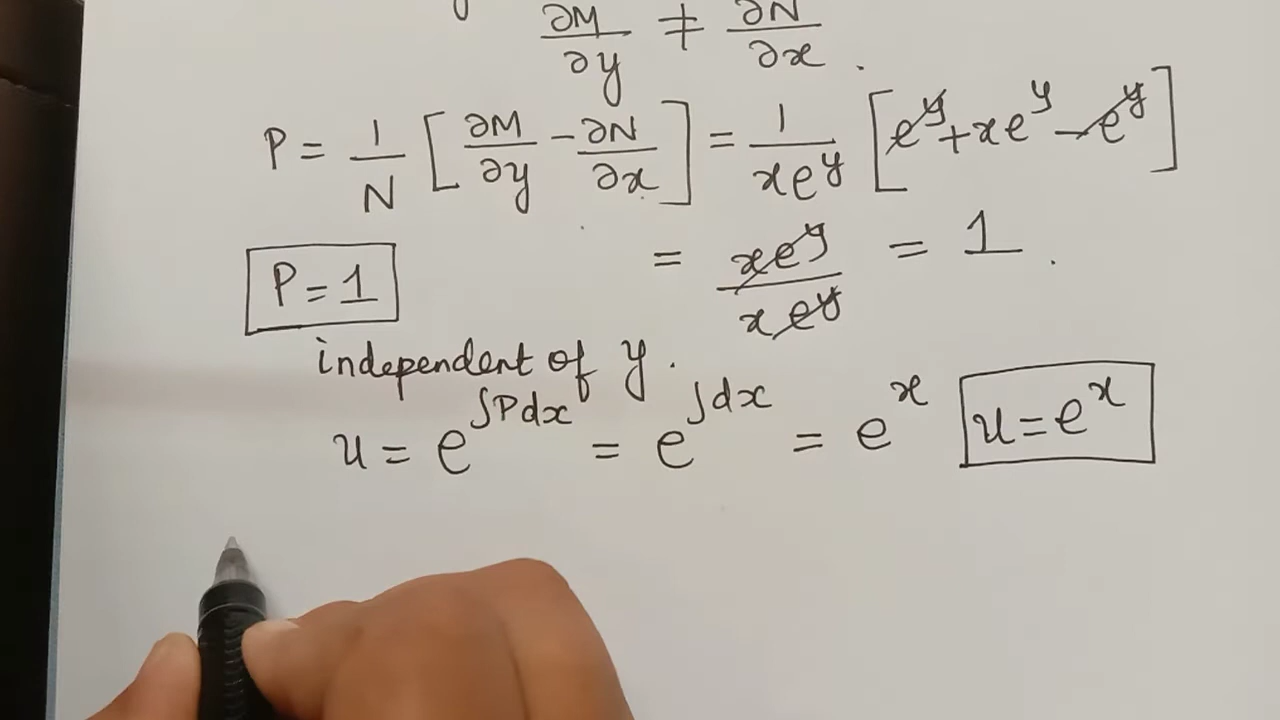 ∂M/∂y ≠ ∂N/∂x .
P = 1/N [ ∂M/∂y - ∂N/∂x ] = 1/(xe^y) [ e^y + xe^y - e^y ]
= xe^y/xe^y = 1 .
P = 1
independent of y .
u = e^∫Pdx = e^∫dx = e^x u = e^x